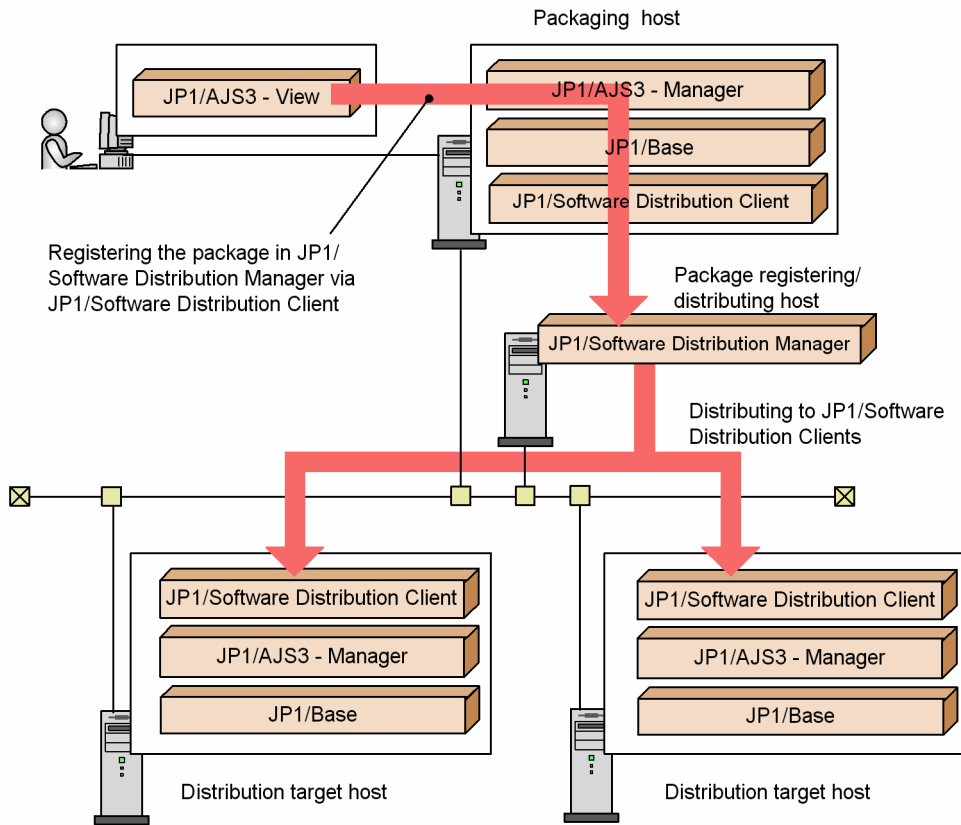 Packaging host
JP1/AJS3 - View
JP1/AJS3 - Manager
JP1/Base
JP1/Software Distribution Client
Registering the package in JP1/
Software Distribution Manager via
JP1/Software Distribution Client
Package registering/
distributing host
JP1/Software Distribution Manager
Distributing to JP1/Software
Distribution Clients
JP1/Software Distribution Client
JP1/AJS3 - Manager
JP1/Base
Distribution target host
JP1/Software Distribution Client
JP1/AJS3 - Manager
JP1/Base
Distribution target host